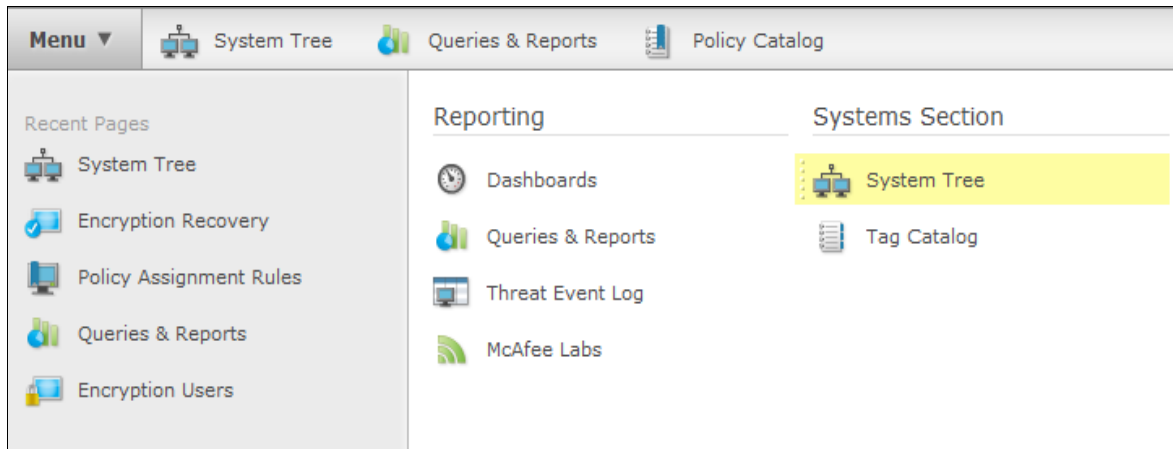 Menu ▼
System Tree
Queries & Reports
Policy Catalog
Recent Pages
System Tree
Encryption Recovery
Policy Assignment Rules
Queries & Reports
Encryption Users
Reporting
Dashboards
Queries & Reports
Threat Event Log
McAfee Labs
Systems Section
System Tree
Tag Catalog